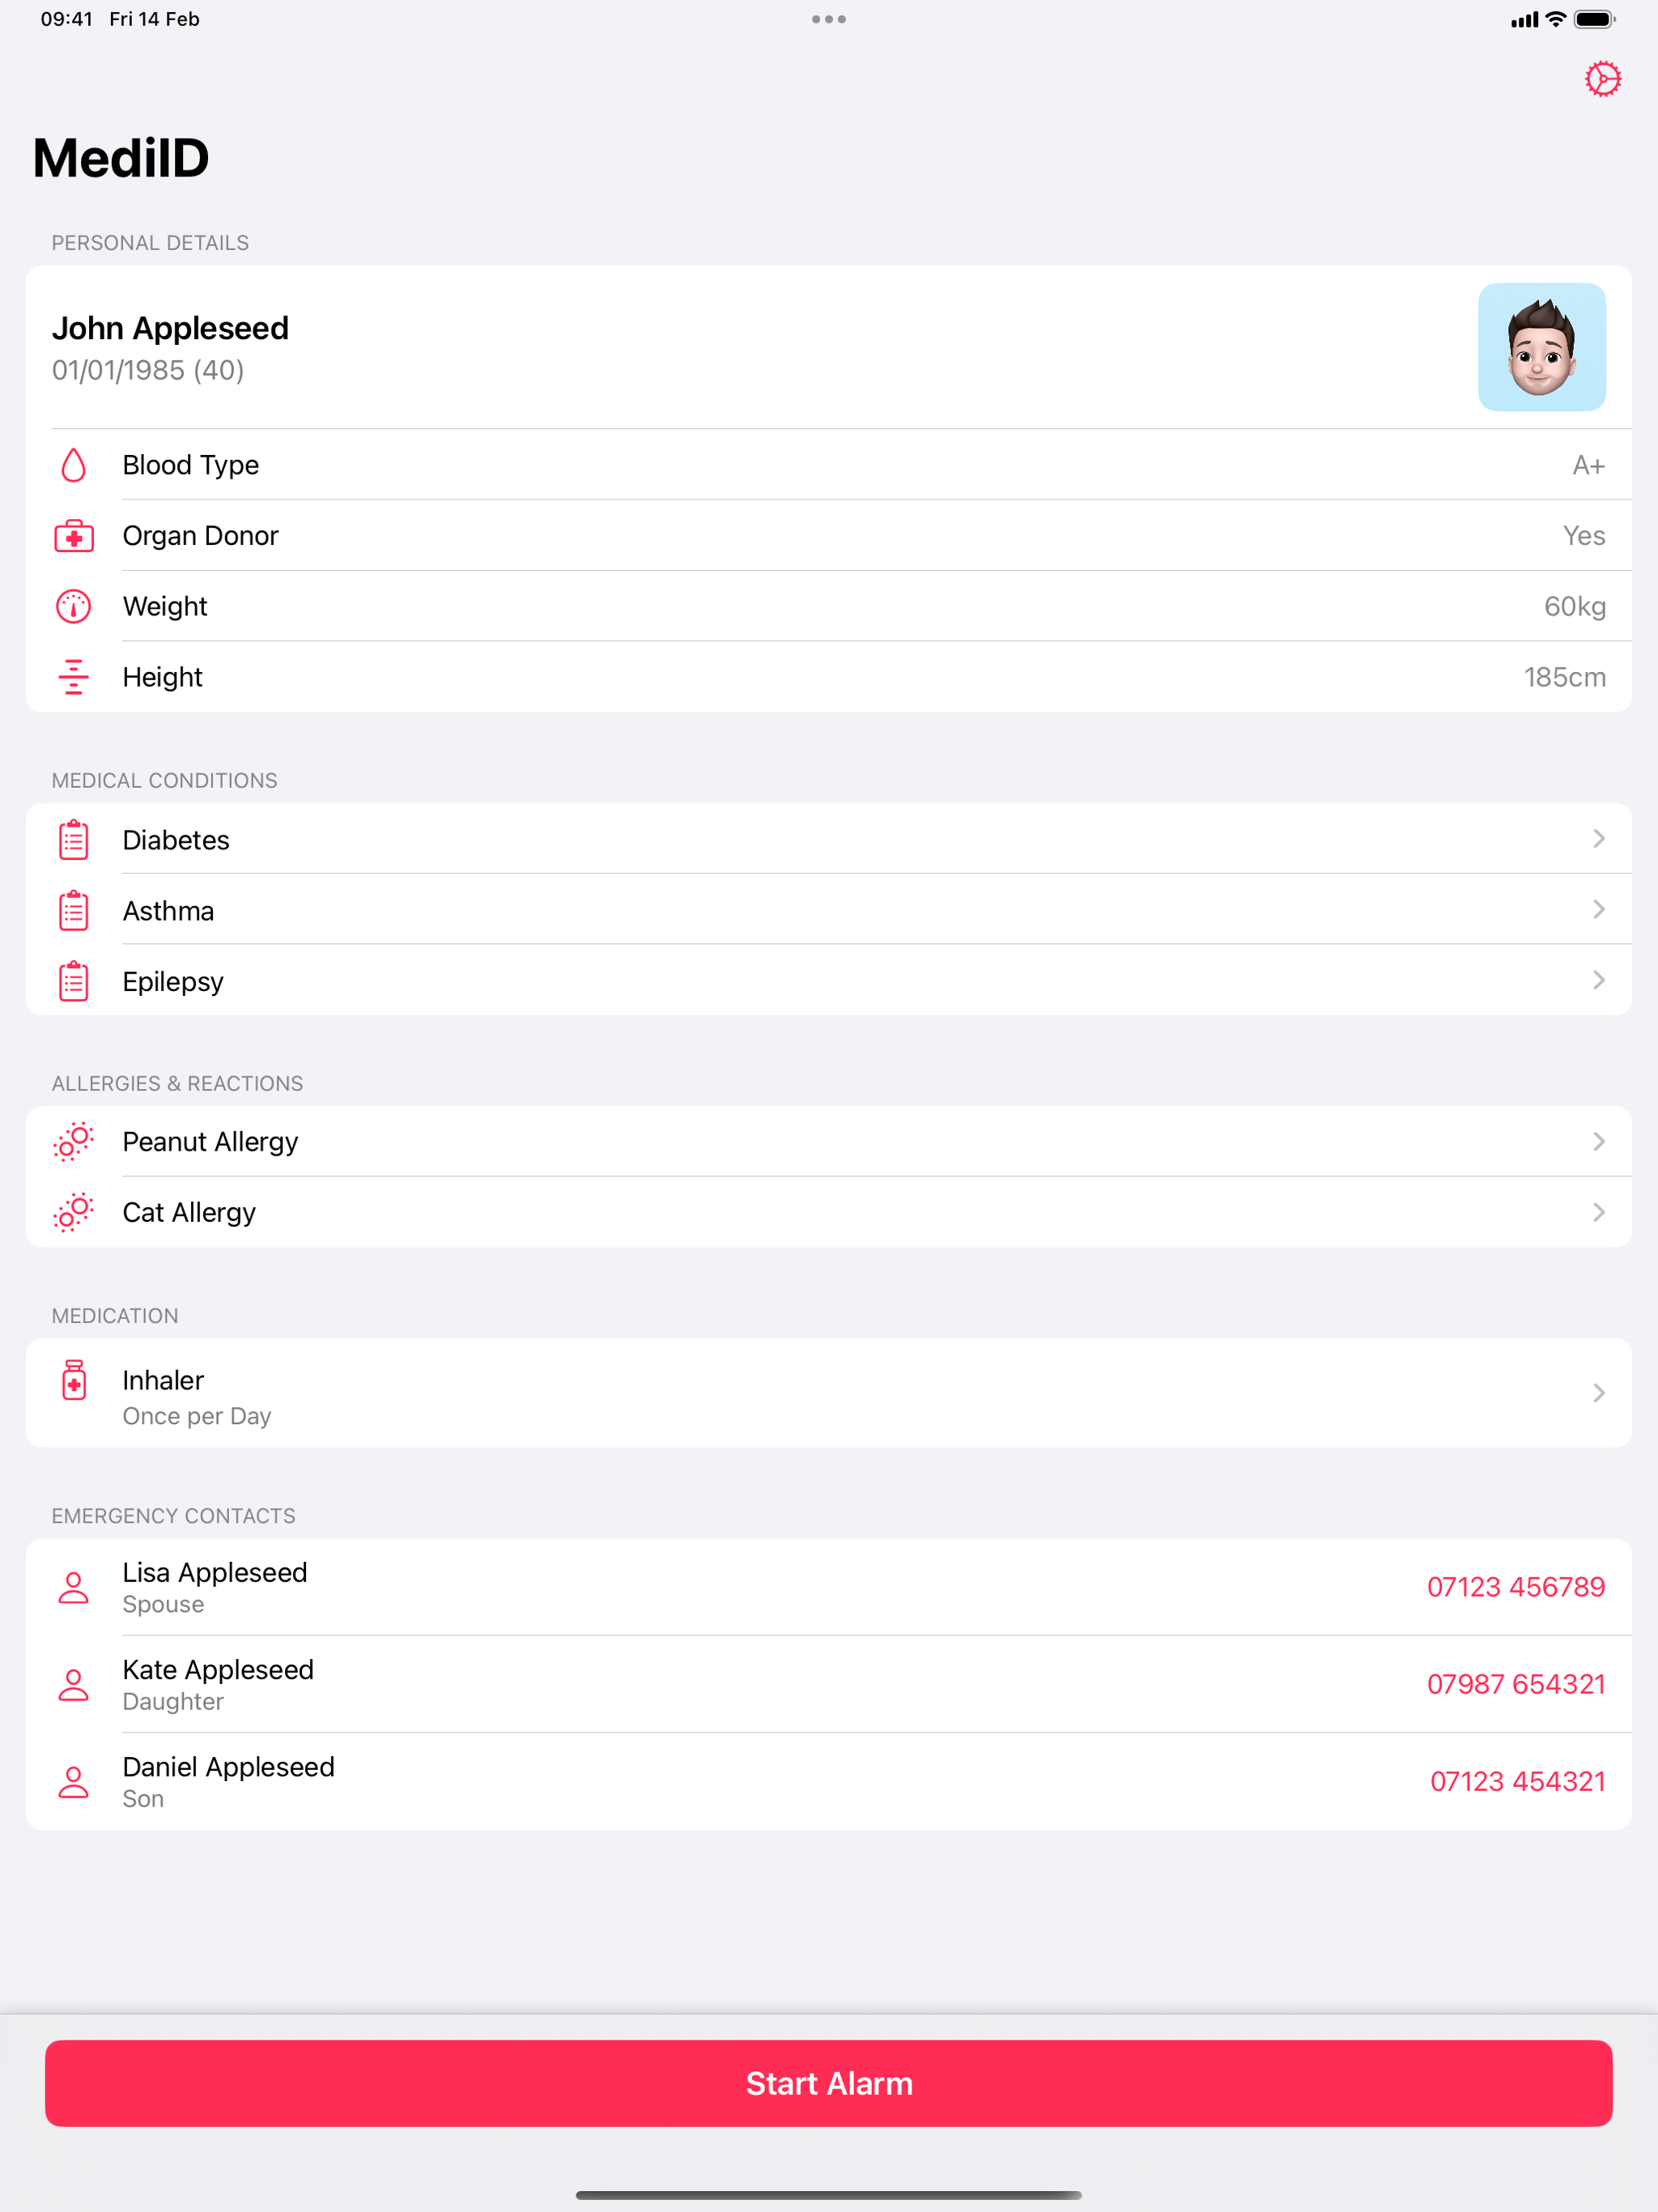 09:41 Fri 14 Feb
MediID
PERSONAL DETAILS
John Appleseed
01/01/1985 (40)
Blood Type A+
Organ Donor Yes
Weight 60kg
Height 185cm
MEDICAL CONDITIONS
Diabetes
Asthma
Epilepsy
ALLERGIES & REACTIONS
Peanut Allergy
Cat Allergy
MEDICATION
Inhaler
Once per Day
EMERGENCY CONTACTS
Lisa Appleseed
Spouse
07123 456789
Kate Appleseed
Daughter
07987 654321
Daniel Appleseed
Son
07123 454321
Start Alarm